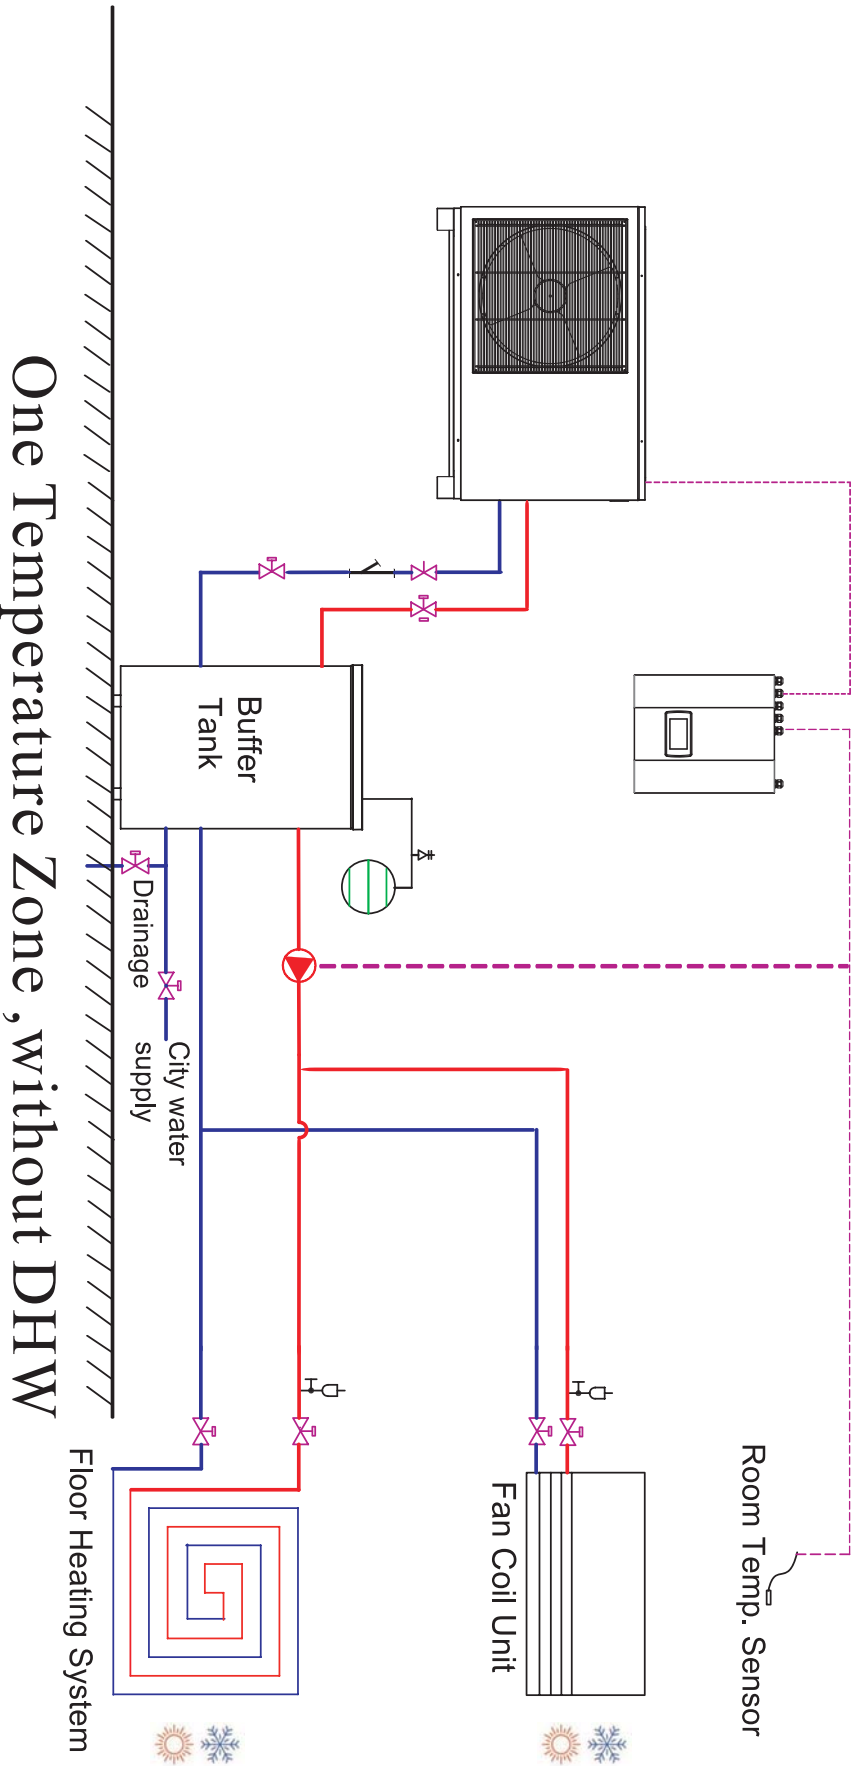 Room Temp. Sensor
Buffer
Tank
Fan Coil Unit
Drainage
City water
supply
Floor Heating System
One Temperature Zone ,without DHW